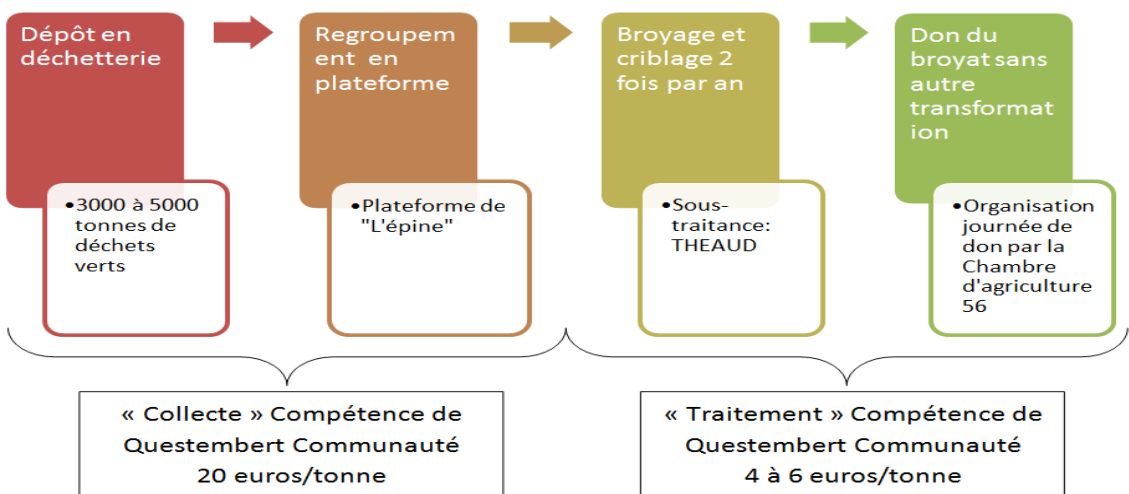 Dépôt en
déchetterie
•3000 à 5000
tonnes de
déchets
verts
Regroupem
ent en
plateforme
•Plateforme de
"L'épine"
Broyage et
criblage 2
fois par an
•Sous-
traitance:
THEAUD
Don du
broyat sans
autre
transformat
ion
•Organisation
journée de
don par la
Chambre
d'agriculture
56
« Collecte » Compétence de
Questembert Communauté
20 euros/tonne
« Traitement » Compétence de
Questembert Communauté
4 à 6 euros/tonne